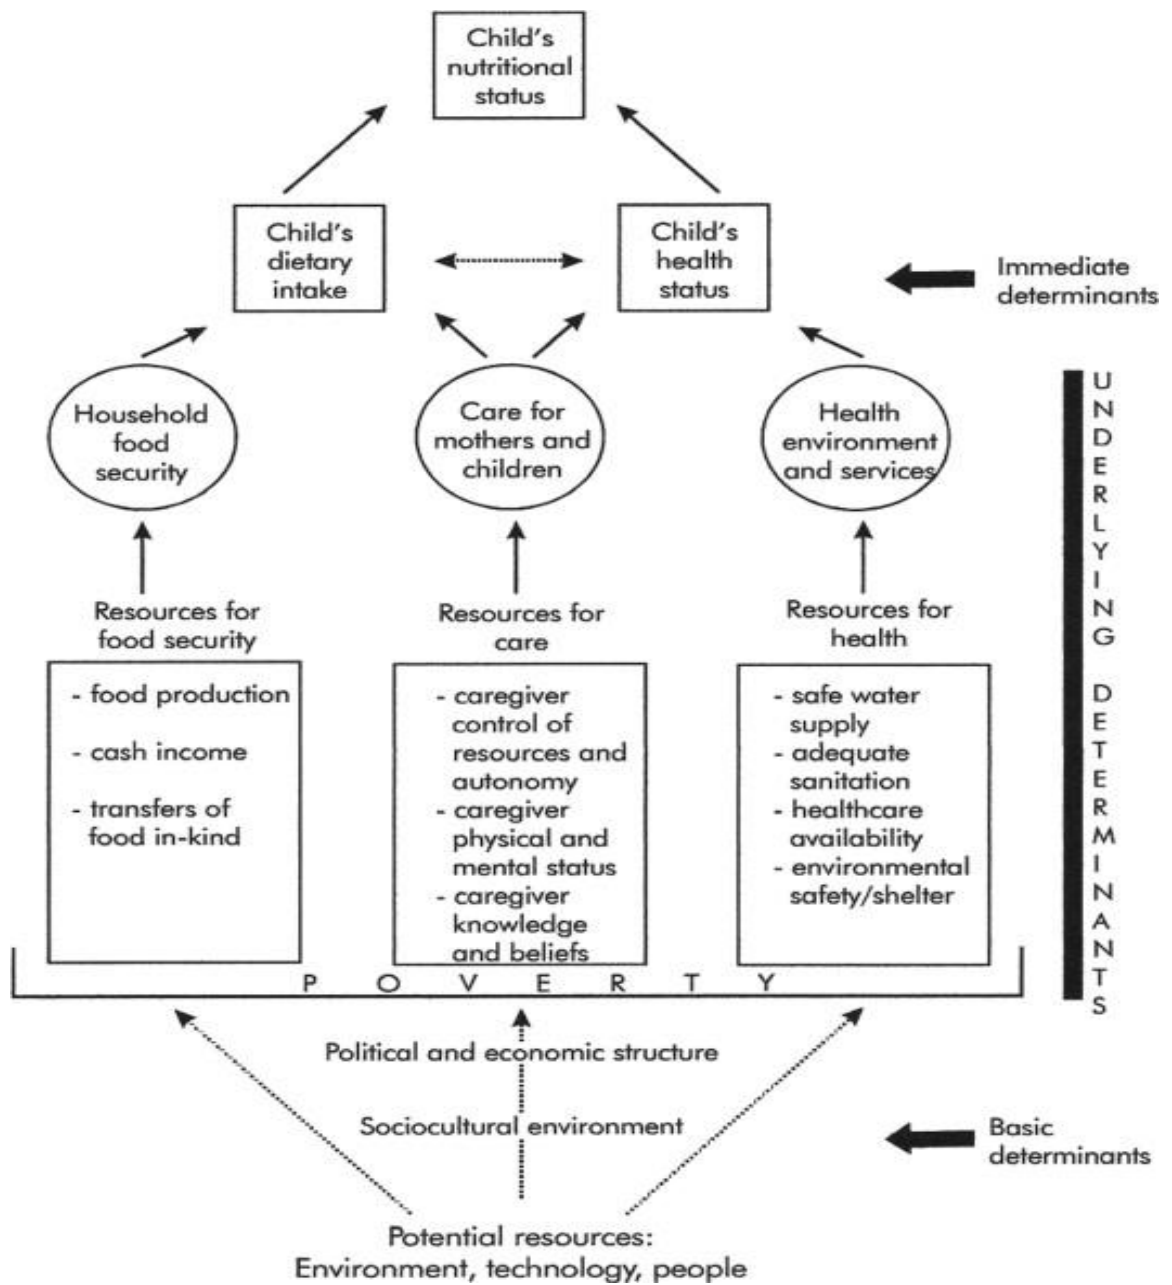 Child's
nutritional
status
Child's
dietary
intake
Child's
health
status
Immediate
determinants
Household
food
security
Care for
mothers and
children
Health
environment
and services
Resources for
food security
Resources for
care
Resources for
health
- food production
- cash income
- transfers of
food in-kind
- caregiver
control of
resources and
autonomy
- caregiver
physical and
mental status
- caregiver
knowledge
and beliefs
- safe water
supply
- adequate
sanitation
- healthcare
availability
- environmental
safety/shelter
UNDERLYING DETERMINANTS
POVERTY
Political and economic structure
Sociocultural environment
Basic
determinants
Potential resources:
Environment, technology, people